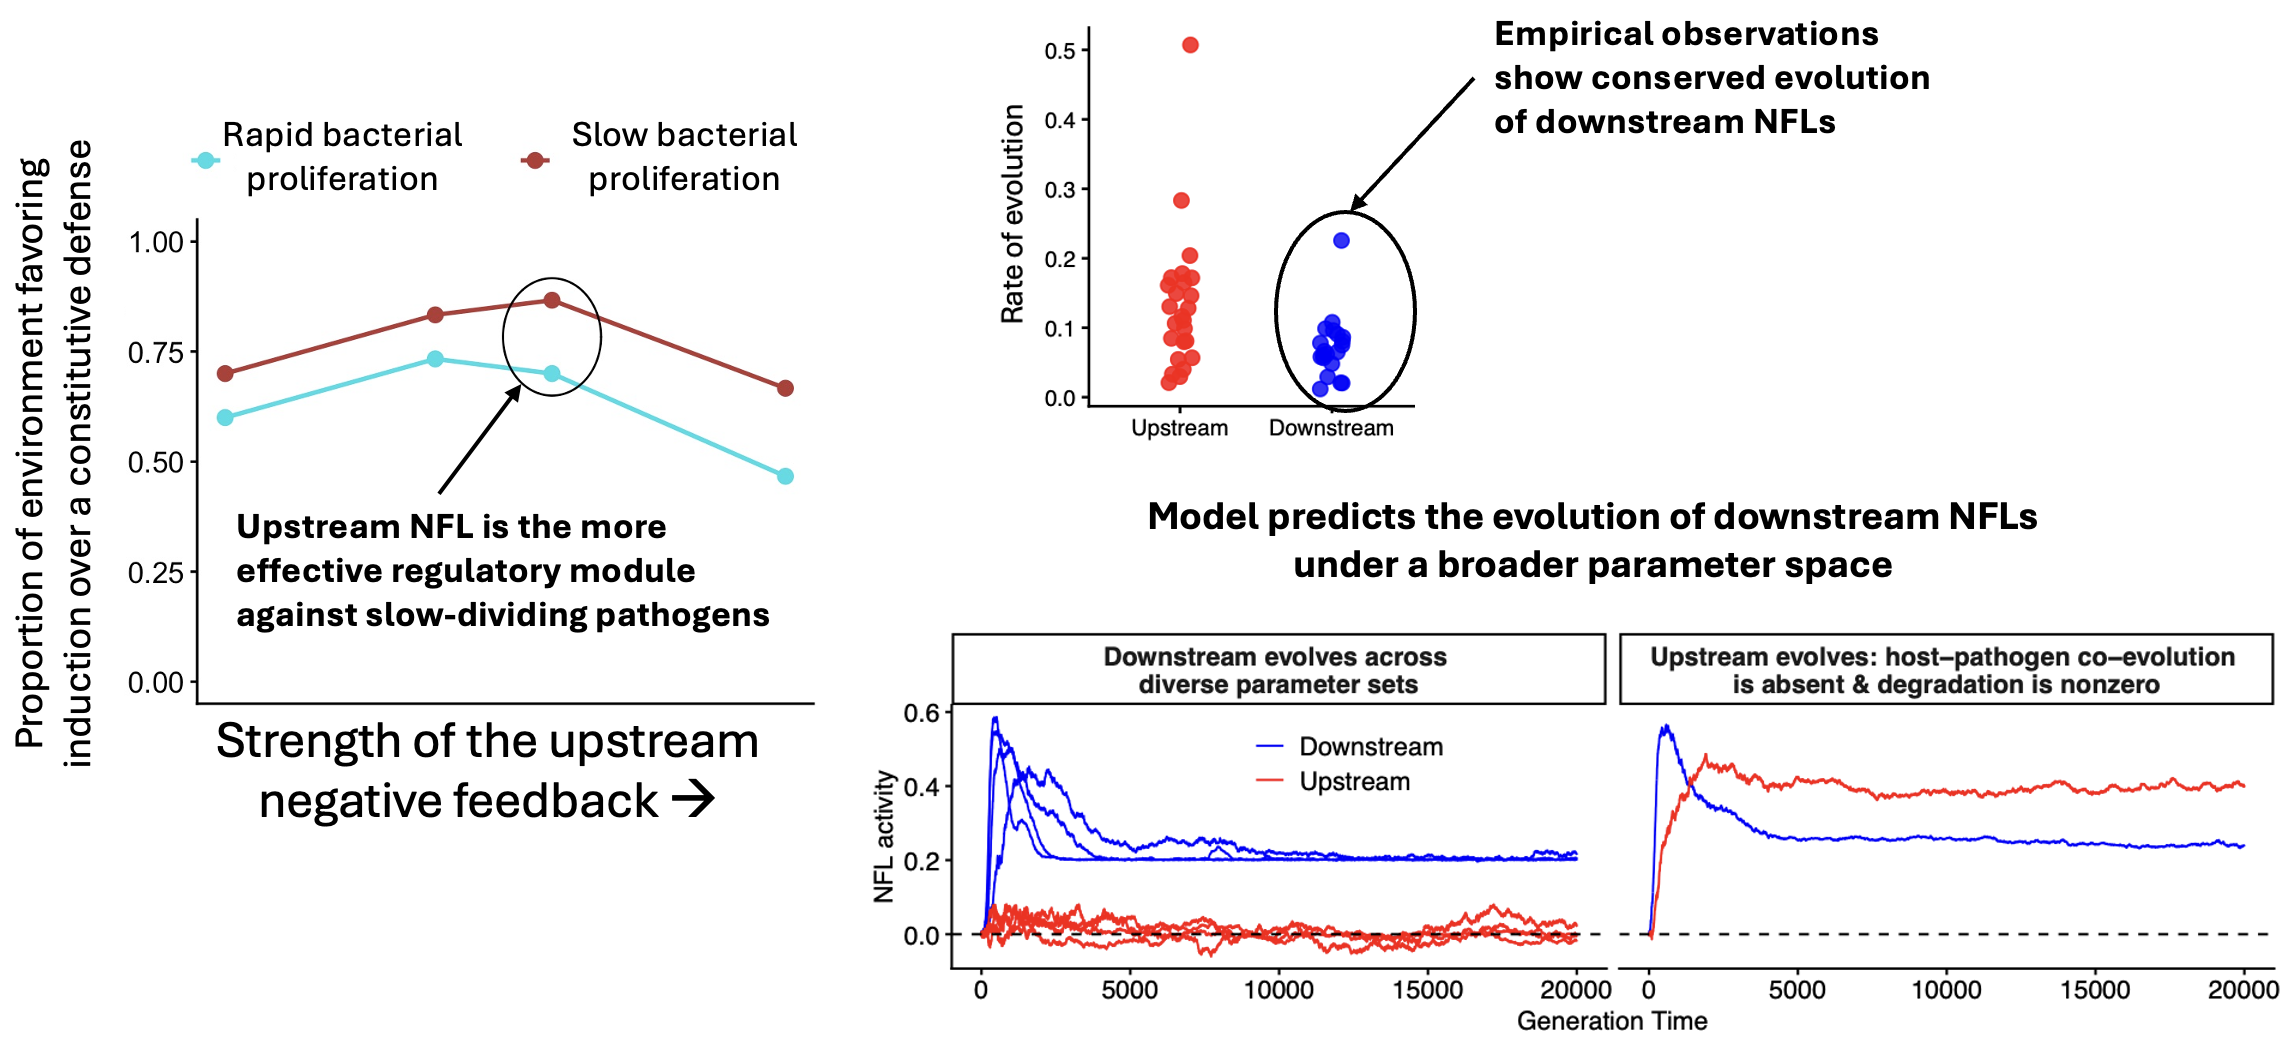 Rapid bacterial
proliferation
Slow bacterial
proliferation
Proportion of environment favoring
induction over a constitutive defense
1.00
0.75
0.50
0.25
0.00
Upstream NFL is the more
effective regulatory module
against slow-dividing pathogens
Strength of the upstream
negative feedback →
Empirical observations
show conserved evolution
of downstream NFLs
Rate of evolution
0.5
0.4
0.3
0.2
0.1
0.0
Upstream Downstream
Model predicts the evolution of downstream NFLs
under a broader parameter space
Downstream evolves across
diverse parameter sets
Upstream evolves: host–pathogen co–evolution
is absent & degradation is nonzero
NFL activity
0.6
0.4
0.2
0.0
Downstream
Upstream
0 5000 10000 15000 20000
0 5000 10000 15000 20000
Generation Time